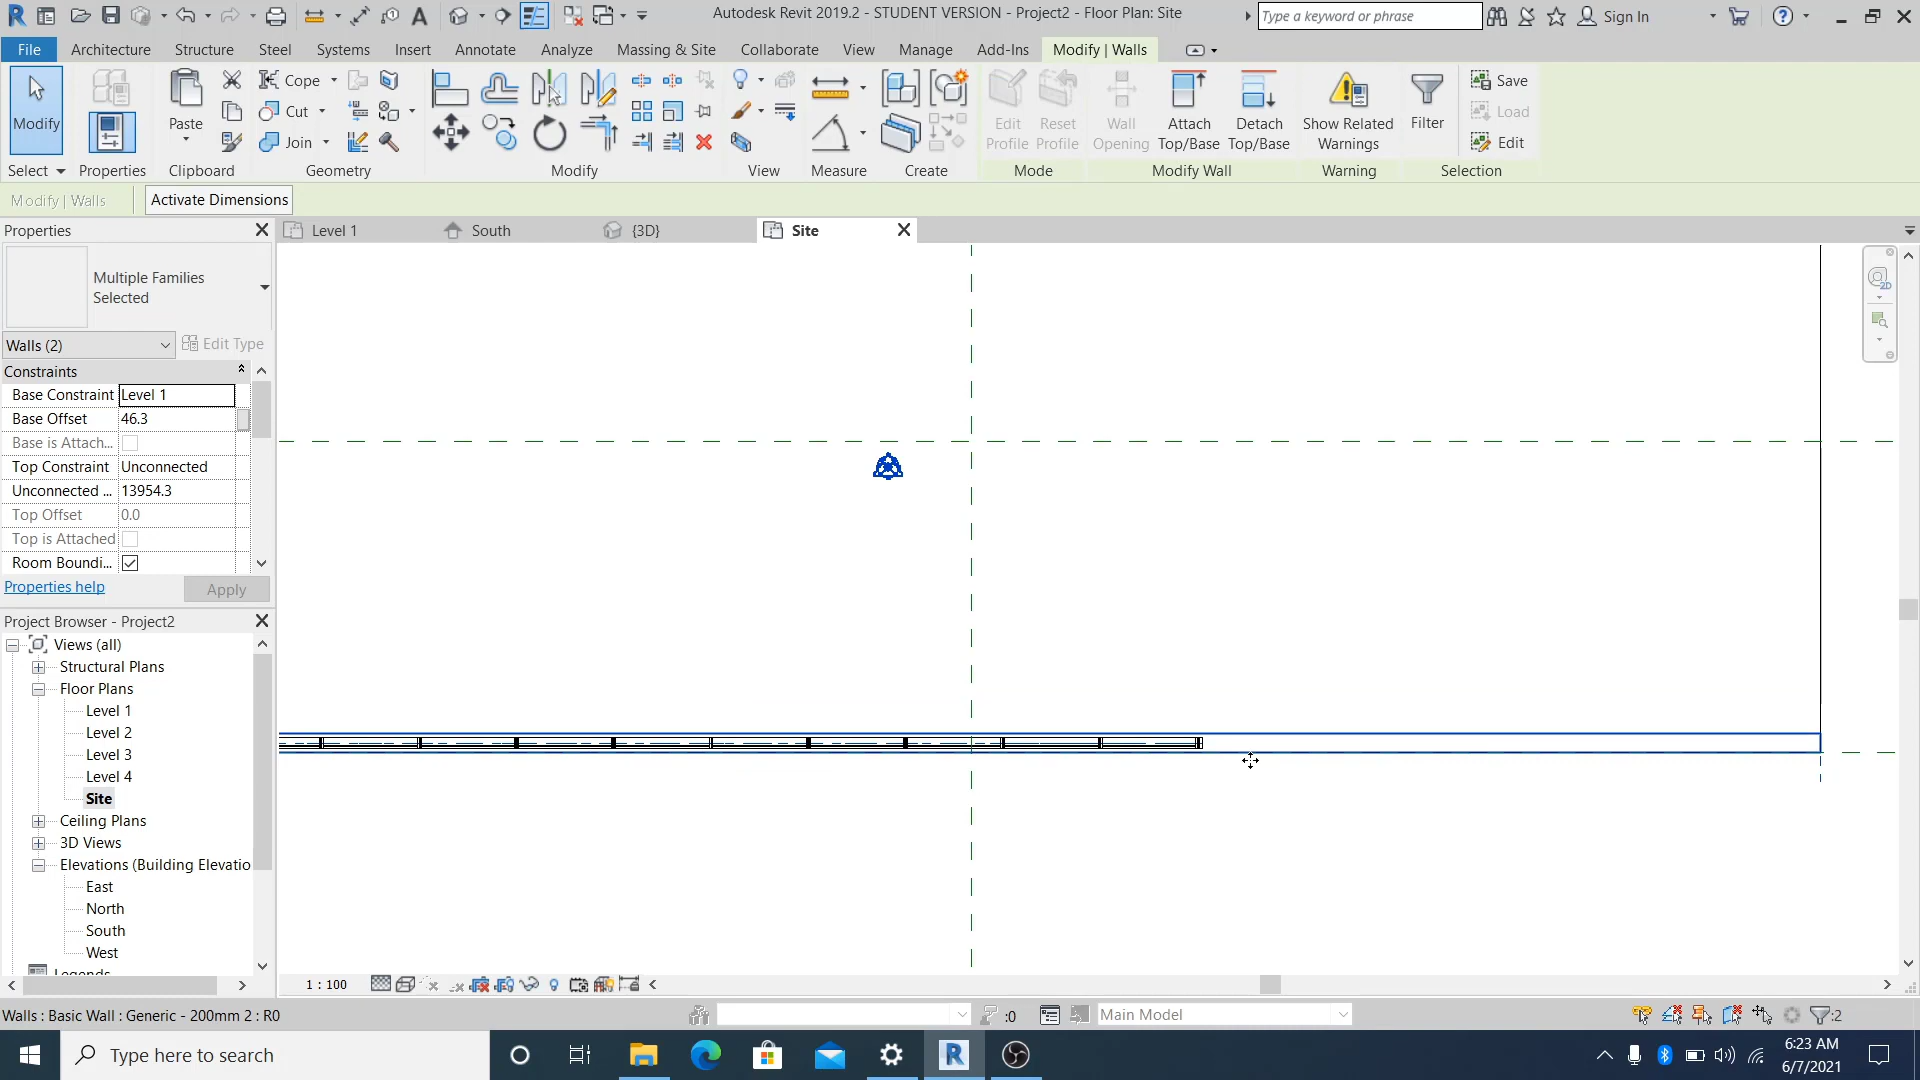 Autodesk Revit 2019.2 - STUDENT VERSION - Project2 - Floor Plan: Site
Type a keyword or phrase
Sign In
File Architecture Structure Steel Systems Insert Annotate Analyze Massing & Site Collaborate View Manage Add-Ins Modify | Walls
Modify
Paste
Cope
Cut
Join
Edit Profile
Reset Profile
Wall Opening
Attach Top/Base
Detach Top/Base
Show Related Warnings
Filter
Save
Load
Edit
Select Properties Clipboard Geometry Modify View Measure Create Mode Modify Wall Warning Selection
Modify | Walls
Activate Dimensions
Properties
Level 1
South
{3D}
Site
Multiple Families
Selected
Walls (2)
Edit Type
Constraints
Base Constraint Level 1
Base Offset 46.3
Base is Attach...
Top Constraint Unconnected
Unconnected ... 13954.3
Top Offset 0.0
Top is Attached
Room Boundi...
Properties help
Apply
Project Browser - Project2
Views (all)
Structural Plans
Floor Plans
Level 1
Level 2
Level 3
Level 4
Site
Ceiling Plans
3D Views
Elevations (Building Elevatio
East
North
South
West
Legends
1 : 100
Walls : Basic Wall : Generic - 200mm 2 : R0
:0
Main Model
:2
Type here to search
6:23 AM
6/7/2021
2D